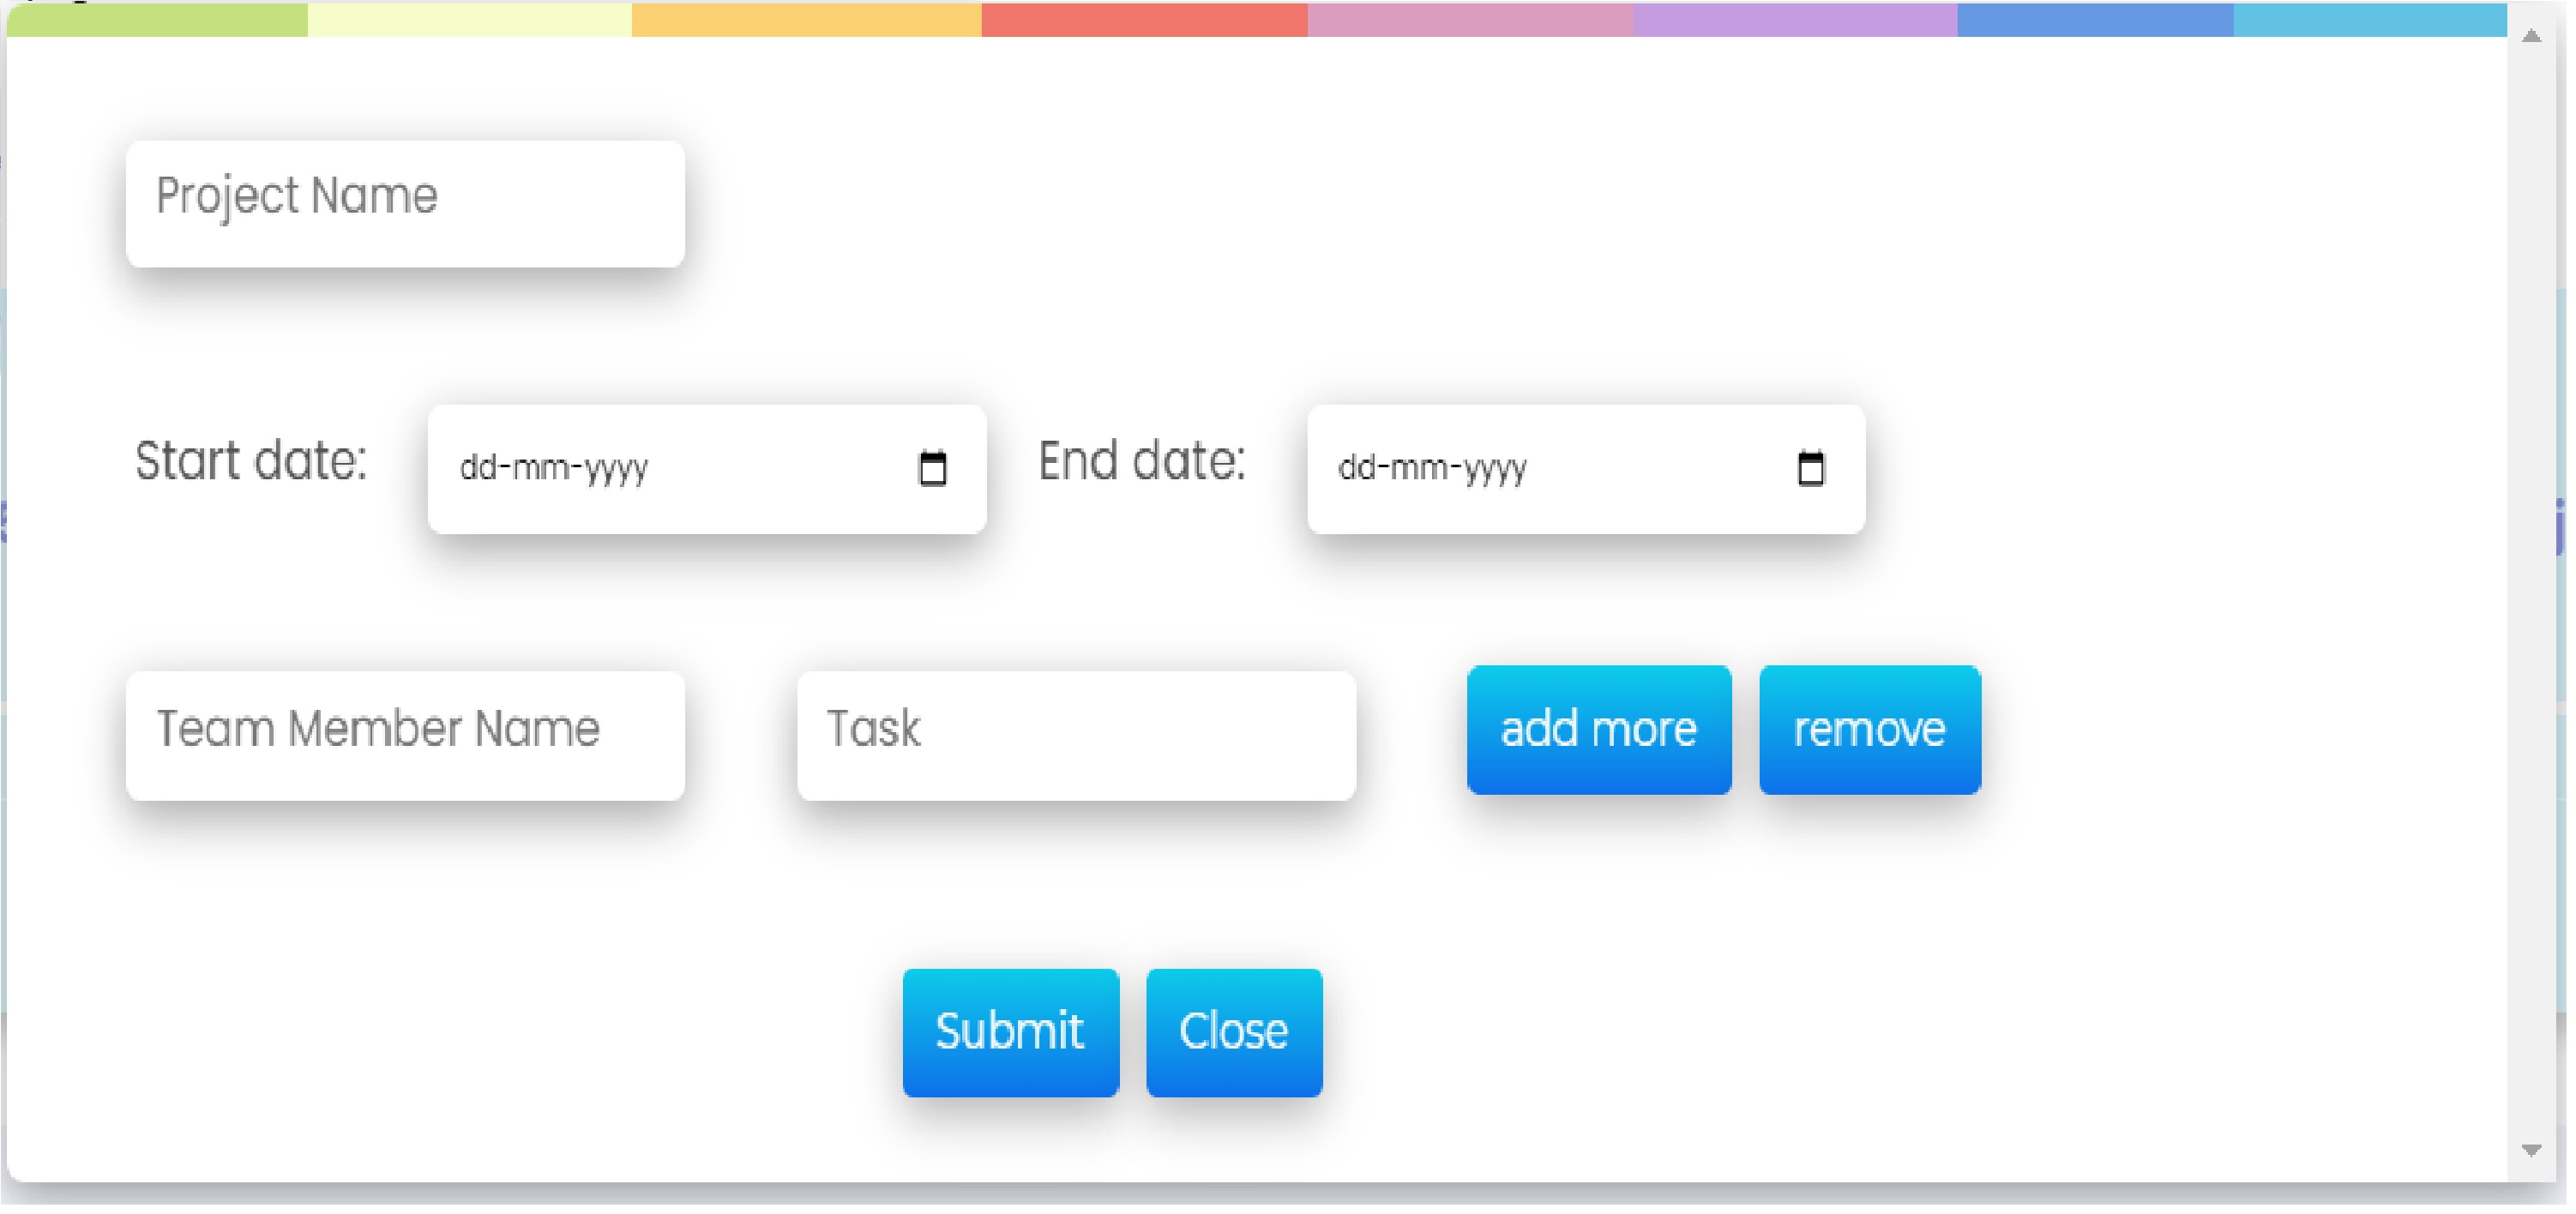 Project Name
Start date: dd-mm-yyyy End date: dd-mm-yyyy
Team Member Name Task add more remove
Submit Close